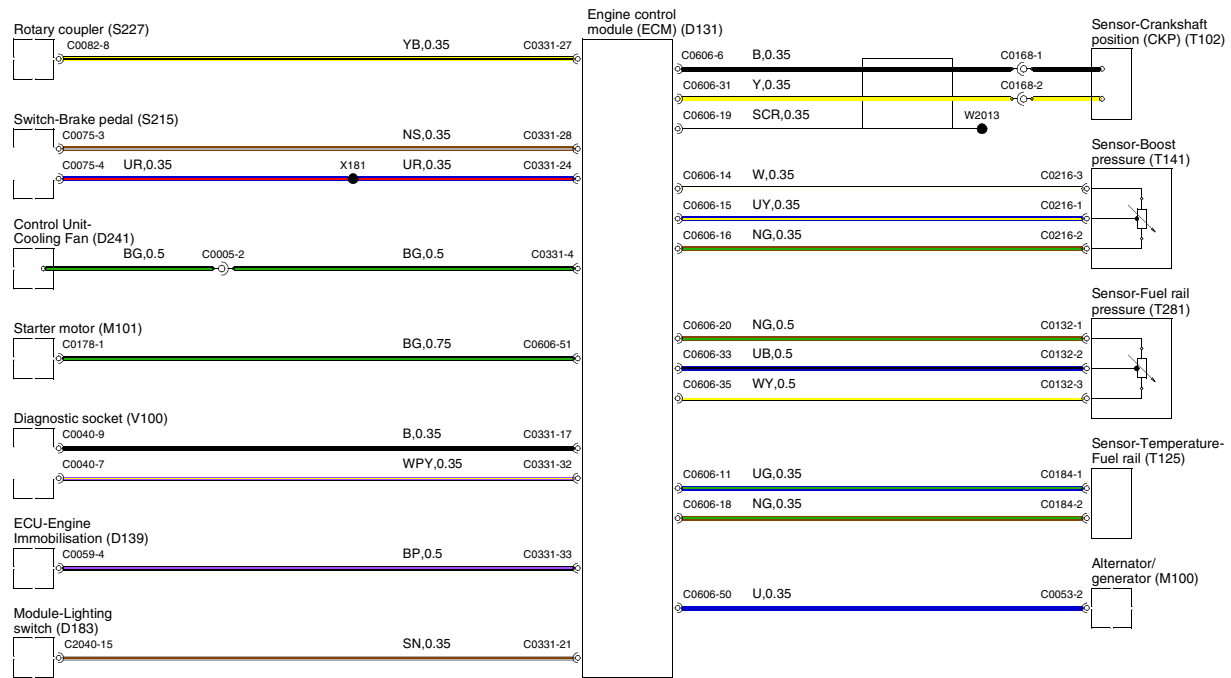 Rotary coupler (S227)
C0082-8 YB,0.35 C0331-27
Switch-Brake pedal (S215)
C0075-3 NS,0.35 C0331-28
C0075-4 UR,0.35 X181 UR,0.35 C0331-24
Control Unit-
Cooling Fan (D241)
BG,0.5 C0005-2 BG,0.5 C0331-4
Starter motor (M101)
C0178-1 BG,0.75 C0606-51
Diagnostic socket (V100)
C0040-9 B,0.35 C0331-17
C0040-7 WPY,0.35 C0331-32
ECU-Engine
Immobilisation (D139)
C0059-4 BP,0.5 C0331-33
Module-Lighting
switch (D183)
C2040-15 SN,0.35 C0331-21
Engine control
module (ECM) (D131)
Sensor-Crankshaft
position (CKP) (T102)
C0606-6 B,0.35 C0168-1
C0606-31 Y,0.35 C0168-2
C0606-19 SCR,0.35 W2013
Sensor-Boost
pressure (T141)
C0606-14 W,0.35 C0216-3
C0606-15 UY,0.35 C0216-1
C0606-16 NG,0.35 C0216-2
Sensor-Fuel rail
pressure (T281)
C0606-20 NG,0.5 C0132-1
C0606-33 UB,0.5 C0132-2
C0606-35 WY,0.5 C0132-3
Sensor-Temperature-
Fuel rail (T125)
C0606-11 UG,0.35 C0184-1
C0606-18 NG,0.35 C0184-2
Alternator/
generator (M100)
C0606-50 U,0.35 C0053-2